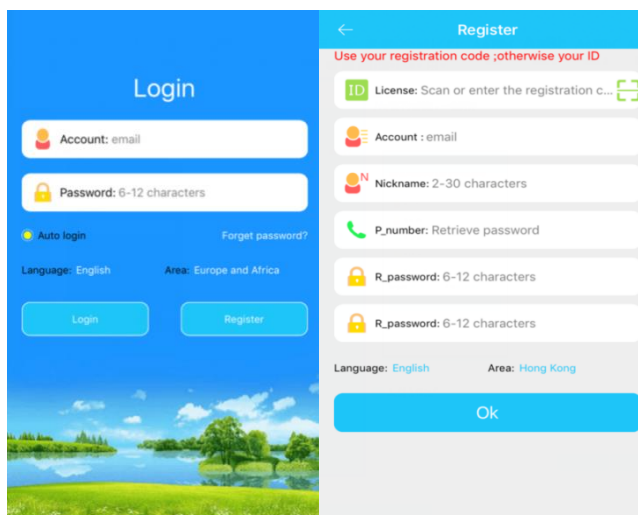 Login
Account: email
Password: 6-12 characters
Auto login
Forget password?
Language: English
Area: Europe and Africa
Login
Register
Register
Use your registration code ;otherwise your ID
ID
License: Scan or enter the registration c...
Account : email
N
Nickname: 2-30 characters
P_number: Retrieve password
R_password: 6-12 characters
R_password: 6-12 characters
Language: English
Area: Hong Kong
Ok